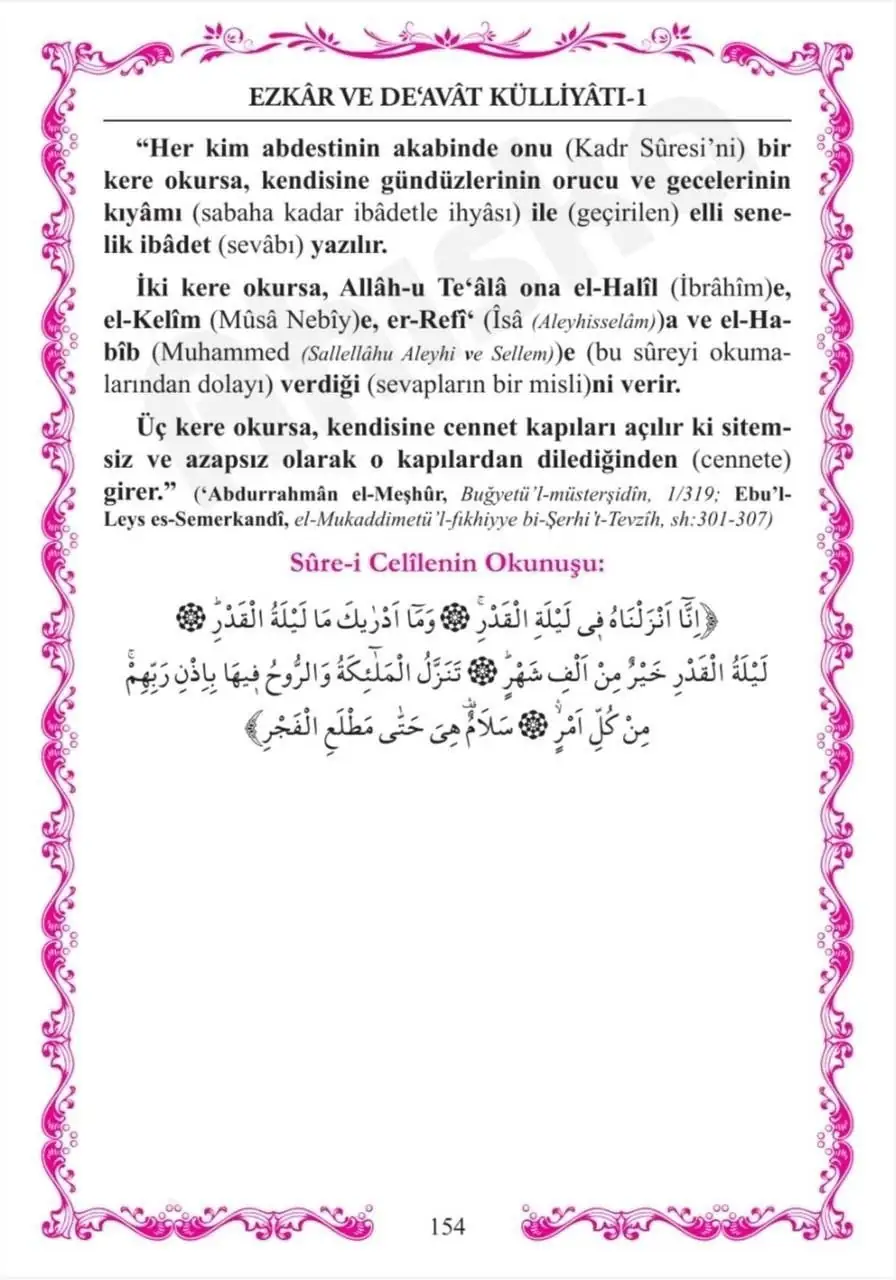 EZKÂR VE DE‘AVÂT KÜLLİYÂTI-1
“Her kim abdestinin akabinde onu (Kadr Sûresi’ni) bir
kere okursa, kendisine gündüzlerinin orucu ve gecelerinin
kıyâmı (sabaha kadar ibâdetle ihyâsı) ile (geçirilen) elli sene-
lik ibâdet (sevâbı) yazılır.
İki kere okursa, Allâh-u Te‘âlâ ona el-Halîl (İbrâhîm)e,
el-Kelîm (Mûsâ Nebîy)e, er-Refî‘ (Îsâ (Aleyhisselâm))a ve el-Ha-
bîb (Muhammed (Sallellâhu Aleyhi ve Sellem))e (bu sûreyi okuma-
larından dolayı) verdiği (sevapların bir misli)ni verir.
Üç kere okursa, kendisine cennet kapıları açılır ki sitem-
siz ve azapsız olarak o kapılardan dilediğinden (cennete)
girer.” (‘Abdurrahmân el-Meşhûr, Buğyetü’l-müsterşidîn, 1/319; Ebu’l-
Leys es-Semerkandî, el-Mukaddimetü’l-fıkhiyye bi-Şerhi’t-Tevzîh, sh:301-307)
Sûre-i Celîlenin Okunuşu:
﴿اِنَّٓا اَنْزَلْنَاهُ ف۪ي لَيْلَةِ الْقَدْرِۚ ۞ وَمَٓا اَدْرٰيكَ مَا لَيْلَةُ الْقَدْرِۜ ۞
لَيْلَةُ الْقَدْرِ خَيْرٌ مِنْ اَلْفِ شَهْرٍۜ ۞ تَنَزَّلُ الْمَلٰٓئِكَةُ وَالرُّوحُ ف۪يهَا بِاِذْنِ رَبِّهِمْۚ
مِنْ كُلِّ اَمْرٍۙ ۞ سَلَامٌ۠ هِيَ حَتّٰى مَطْلَعِ الْفَجْرِ﴾
154